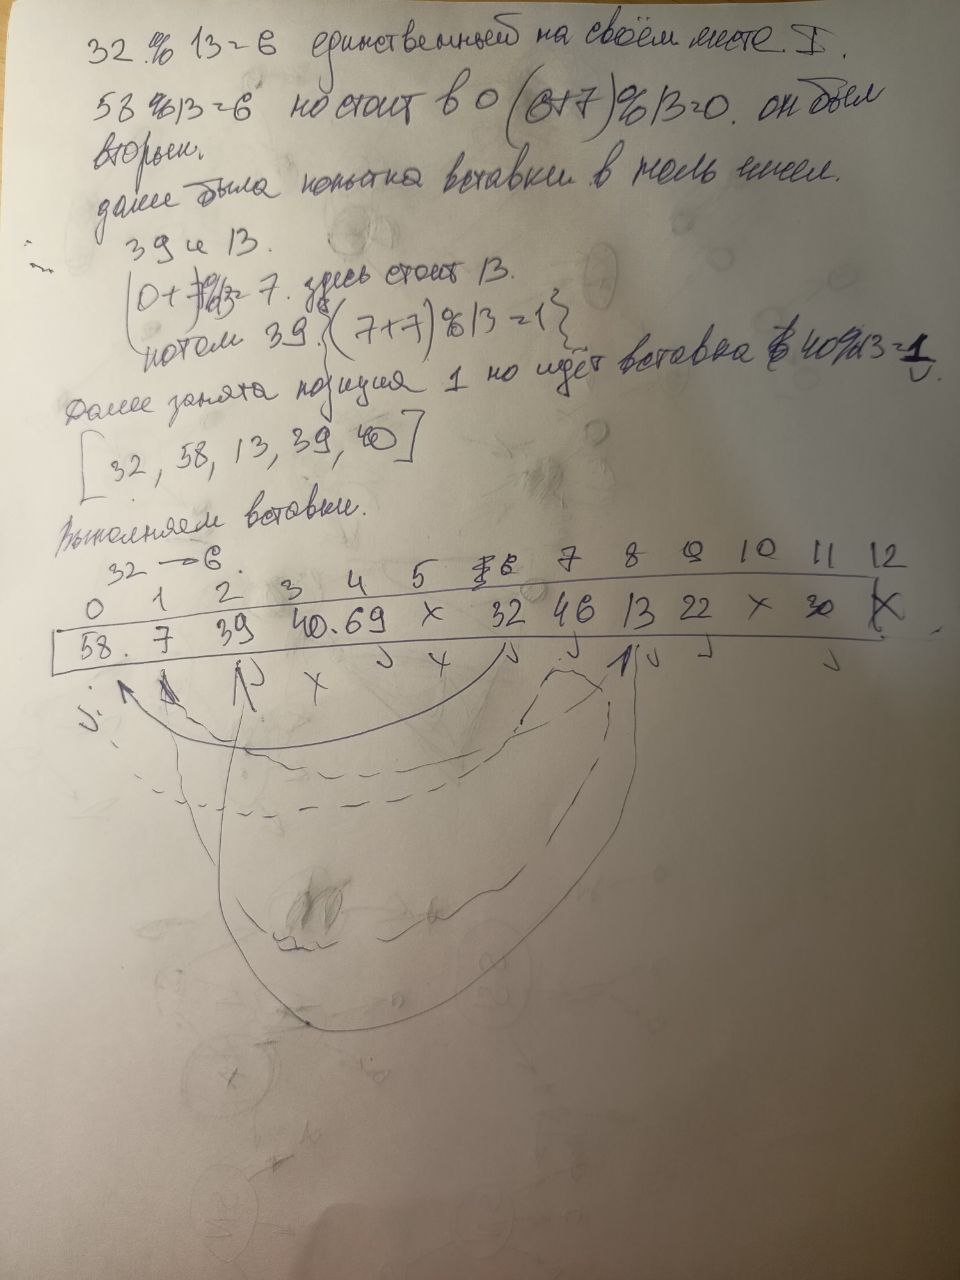 32 % 13 = 6 единственный на своём месте I.
58 % 13 = 6 но стоит в 0 (6+7)%13=0. он был
вторым.
далее была попытка вставки в ноль чисел.
39 и 13.
(0+7)%13= 7. здесь стоит 13.
потом 39. {(7+7)%13=1}
Далее занята позиция 1 но идёт вставка 40%13=1
[32, 58, 13, 39, 40]
Выполняем вставки.
32 → 6.
0 1 2 3 4 5 6 7 8 9 10 11 12
58. 7 39 40. 69 x 32 46 13 22 x 30 X